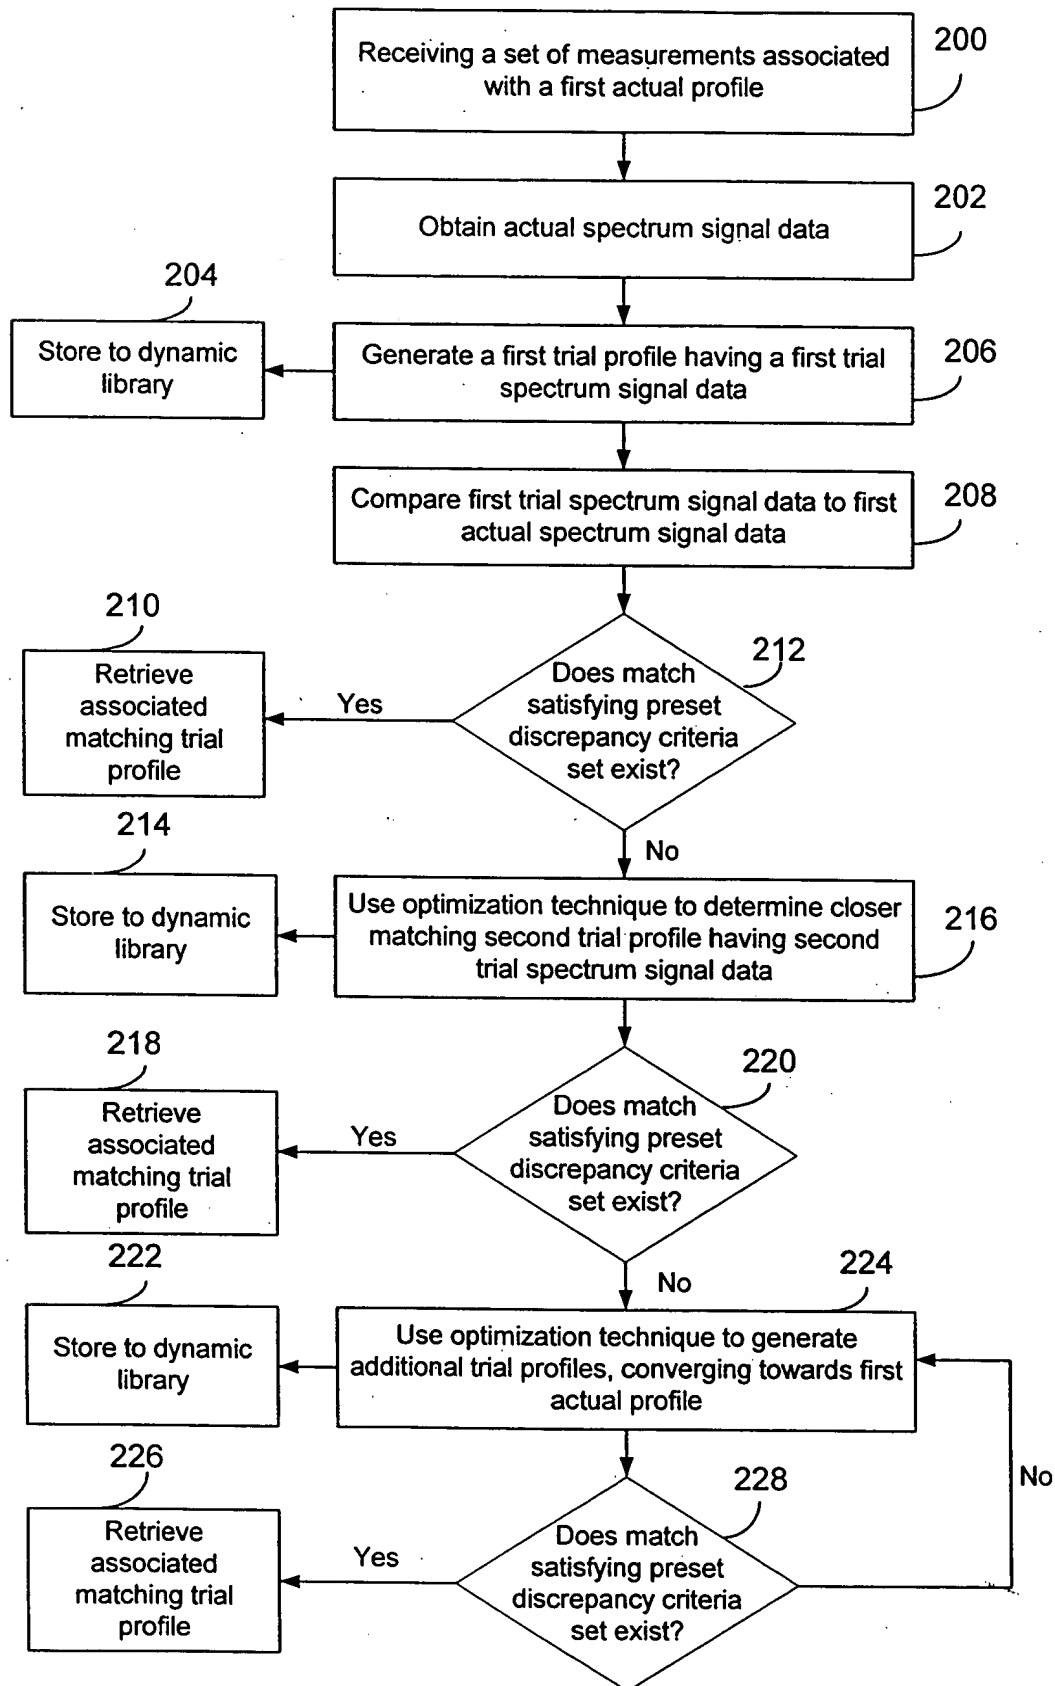 Receiving a set of measurements associated
with a first actual profile
200
Obtain actual spectrum signal data
202
204
Store to dynamic
library
Generate a first trial profile having a first trial
spectrum signal data
206
Compare first trial spectrum signal data to first
actual spectrum signal data
208
210
Retrieve
associated
matching trial
profile
Yes
Does match
satisfying preset
discrepancy criteria
set exist?
212
No
214
Store to dynamic
library
Use optimization technique to determine closer
matching second trial profile having second
trial spectrum signal data
216
218
Retrieve
associated
matching trial
profile
Yes
Does match
satisfying preset
discrepancy criteria
set exist?
220
No
222
Store to dynamic
library
Use optimization technique to generate
additional trial profiles, converging towards first
actual profile
224
226
Retrieve
associated
matching trial
profile
Yes
Does match
satisfying preset
discrepancy criteria
set exist?
228
No